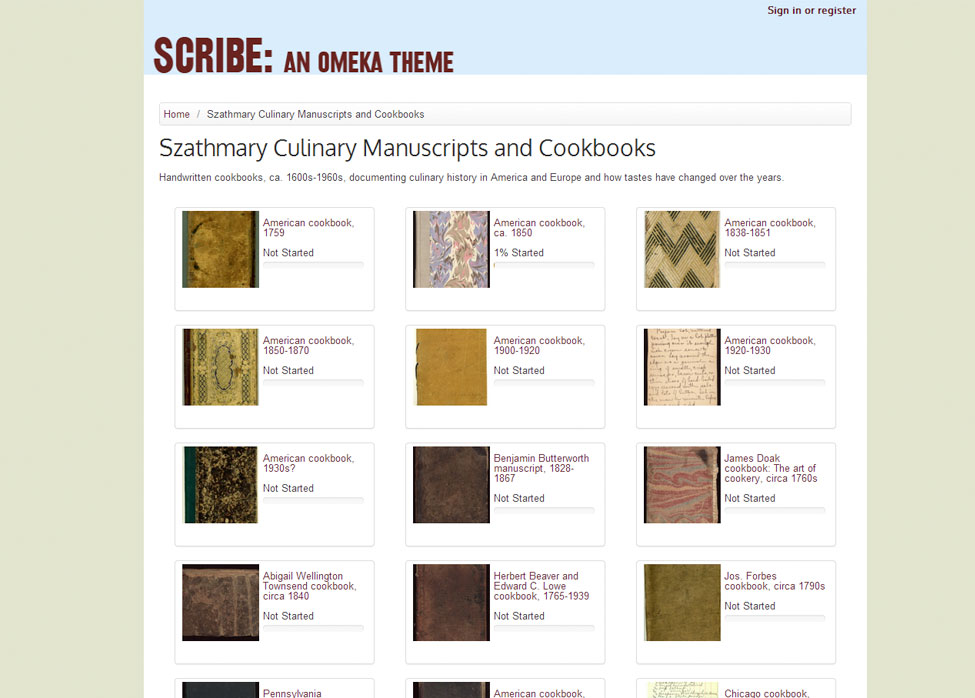 Sign in or register
SCRIBE: AN OMEKA THEME
Home / Szathmary Culinary Manuscripts and Cookbooks
Szathmary Culinary Manuscripts and Cookbooks
Handwritten cookbooks, ca. 1600s-1960s, documenting culinary history in America and Europe and how tastes have changed over the years.
American cookbook,
1759
Not Started
American cookbook,
ca. 1850
1% Started
American cookbook,
1838-1851
Not Started
American cookbook,
1850-1870
Not Started
American cookbook,
1900-1920
Not Started
American cookbook,
1920-1930
Not Started
American cookbook,
1930s?
Not Started
Benjamin Butterworth
manuscript, 1828-
1867
Not Started
James Doak
cookbook: The art of
cookery, circa 1760s
Not Started
Abigail Wellington
Townsend cookbook,
circa 1840
Not Started
Herbert Beaver and
Edward C. Lowe
cookbook, 1765-1939
Not Started
Jos. Forbes
cookbook, circa 1790s
Not Started
Pennsylvania
American cookbook,
Chicago cookbook,